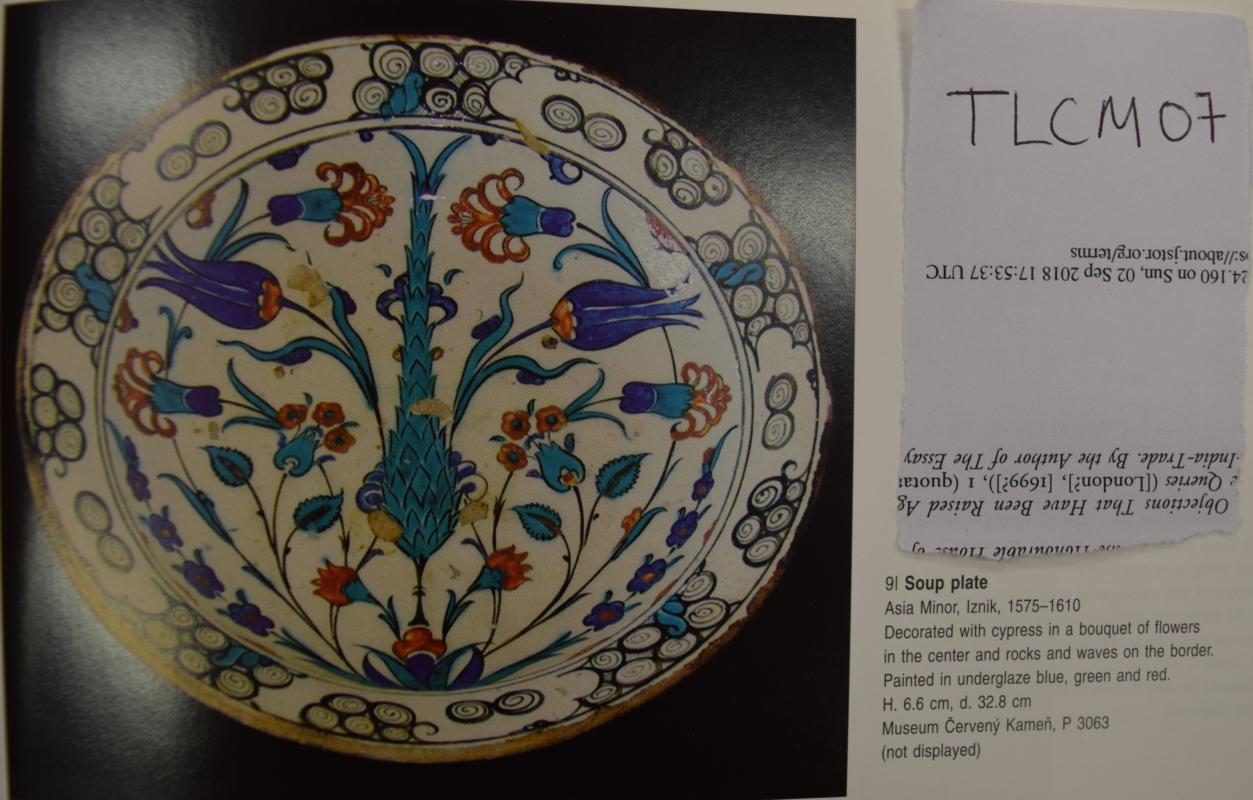 TLCM07
s://about.jstor.org/terms
24.160 on Sun, 02 Sep 2018 17:53:37 UTC
-India-Trade. By the Author of The Essay
Queries ([London?], [1699?]), 1 (quotat
Objections That Have Been Raised Ag
Honourable House of
9| Soup plate
Asia Minor, Iznik, 1575–1610
Decorated with cypress in a bouquet of flowers
in the center and rocks and waves on the border.
Painted in underglaze blue, green and red.
H. 6.6 cm, d. 32.8 cm
Museum Červený Kameň, P 3063
(not displayed)